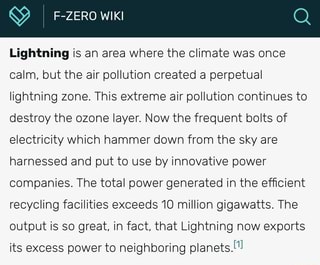 F-ZERO WIKI
Lightning is an area where the climate was once
calm, but the air pollution created a perpetual
lightning zone. This extreme air pollution continues to
destroy the ozone layer. Now the frequent bolts of
electricity which hammer down from the sky are
harnessed and put to use by innovative power
companies. The total power generated in the efficient
recycling facilities exceeds 10 million gigawatts. The
output is so great, in fact, that Lightning now exports
its excess power to neighboring planets.[1]